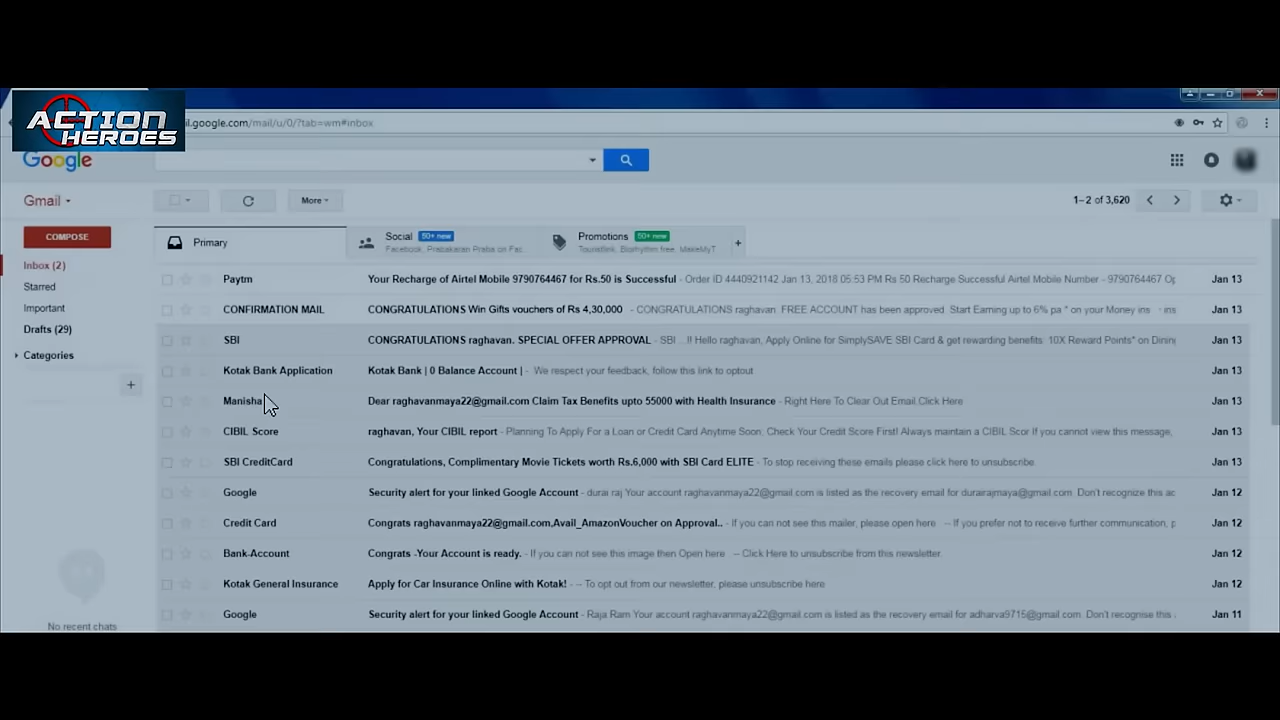 ACTION
HEROES
il.google.com/mail/u/0/?tab=wm#inbox
Google
Gmail
More
1–2 of 3,620
COMPOSE
Primary
Social 50+ new
Facebook, Prabakaran Prabs on Fac..
Promotions 50+ new
Touristlink, Biorhythm free, MakeMyT
+
Inbox (2)
Starred
Important
Drafts (29)
Categories
+
No recent chats
Paytm Your Recharge of Airtel Mobile 9790764467 for Rs.50 is Successful - Order ID 4440921142 Jan 13, 2018 05:53 PM Rs 50 Recharge Successful Airtel Mobile Number - 9790764467 Op Jan 13
CONFIRMATION MAIL CONGRATULATIONS Win Gifts vouchers of Rs 4,30,000 - CONGRATULATIONS raghavan. FREE ACCOUNT has been approved. Start Earning up to 6% pa * on your Money ins - ins Jan 13
SBI CONGRATULATIONS raghavan. SPECIAL OFFER APPROVAL - SBI ...!! Hello raghavan, Apply Online for SimplySAVE SBI Card & get rewarding benefits 10X Reward Points* on Dining Jan 13
Kotak Bank Application Kotak Bank | 0 Balance Account | - We respect your feedback, follow this link to optout Jan 13
Manisha Dear raghavanmaya22@gmail.com Claim Tax Benefits upto 55000 with Health Insurance - Right Here To Clear Out Email Click Here Jan 13
CIBIL Score raghavan, Your CIBIL report - Planning To Apply For a Loan or Credit Card Anytime Soon, Check Your Credit Score First! Always maintain a CIBIL Scor If you cannot view this message, Jan 13
SBI CreditCard Congratulations, Complimentary Movie Tickets worth Rs.6,000 with SBI Card ELITE - To stop receiving these emails please click here to unsubscribe Jan 13
Google Security alert for your linked Google Account - durai raj Your account raghavanmaya22@gmail.com is listed as the recovery email for durairajmaya@gmail.com. Don't recognize this ac Jan 12
Credit Card Congrats raghavanmaya22@gmail.com,Avail_AmazonVoucher on Approval.. - If you can not see this mailer, please open here -- If you prefer not to receive further communication, p Jan 12
Bank-Account Congrats -Your Account is ready. - If you can not see this image then Open here -- Click Here to unsubscribe from this newsletter. Jan 12
Kotak General Insurance Apply for Car Insurance Online with Kotak! - -- To opt out from our newsletter, please unsubscribe here Jan 12
Google Security alert for your linked Google Account - Raja Ram Your account raghavanmaya22@gmail.com is listed as the recovery email for adharva9715@gmail.com. Don't recognise this Jan 11